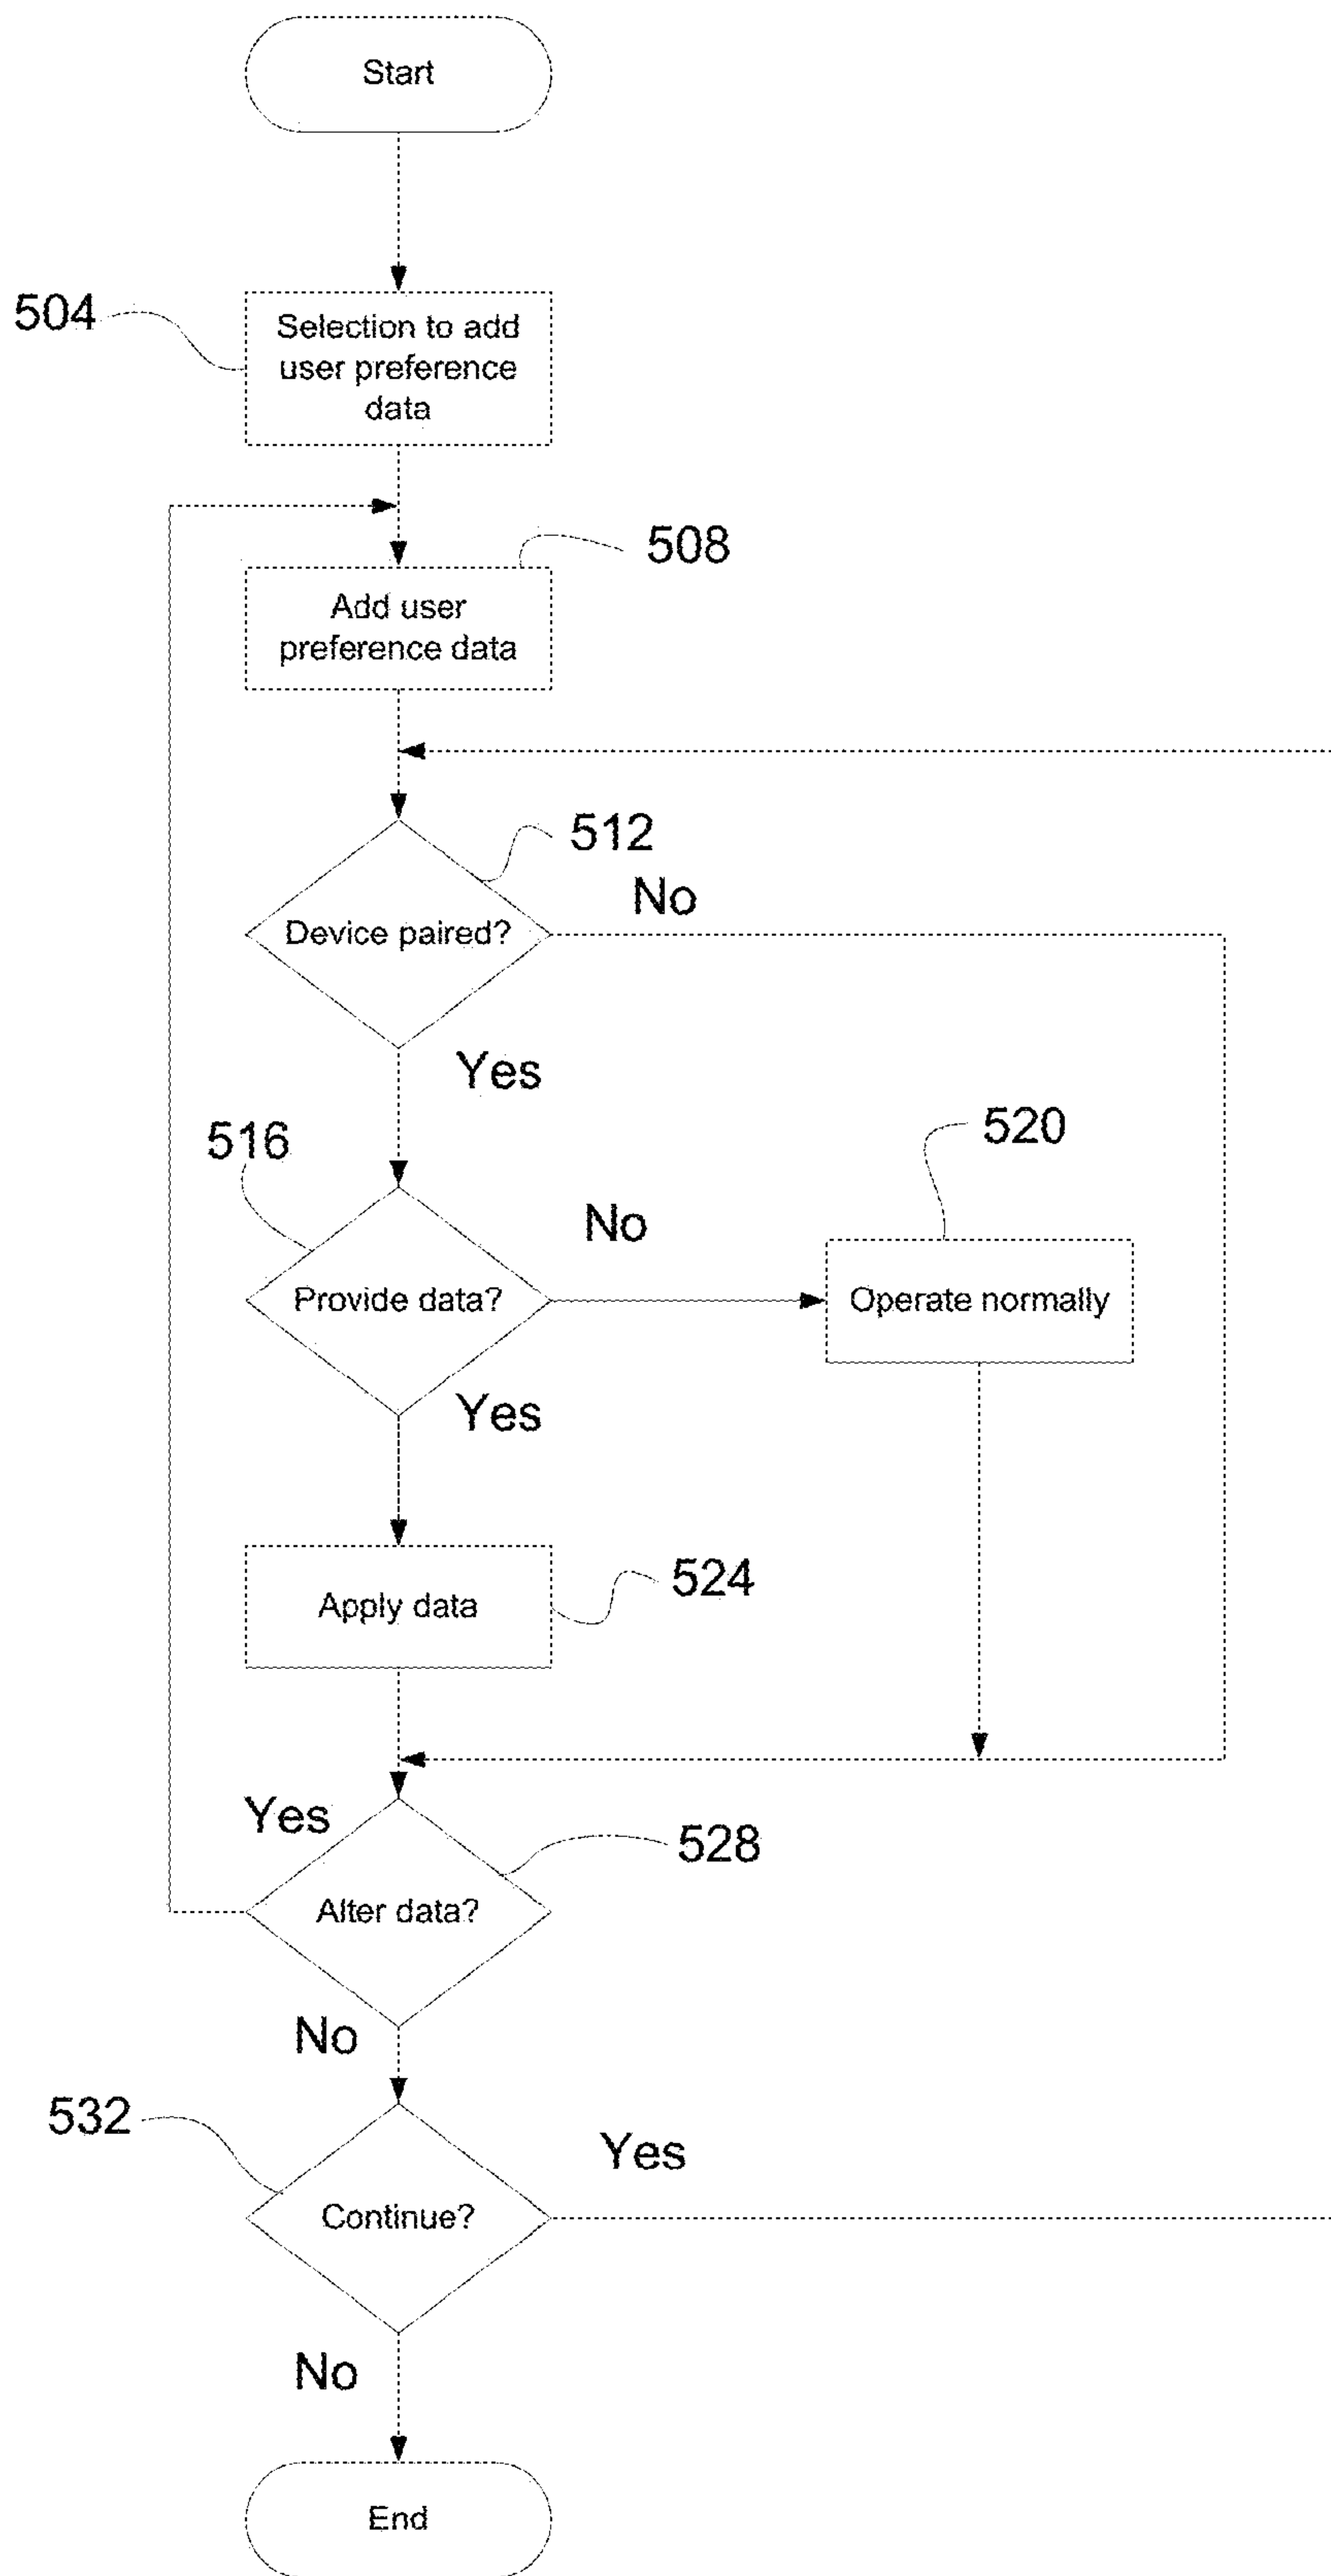 Start
504
Selection to add
user preference
data
508
Add user
preference data
512
No
Device paired?
Yes
516
520
No
Provide data?
Operate normally
Yes
524
Apply data
Yes
528
Alter data?
No
532
Yes
Continue?
No
End